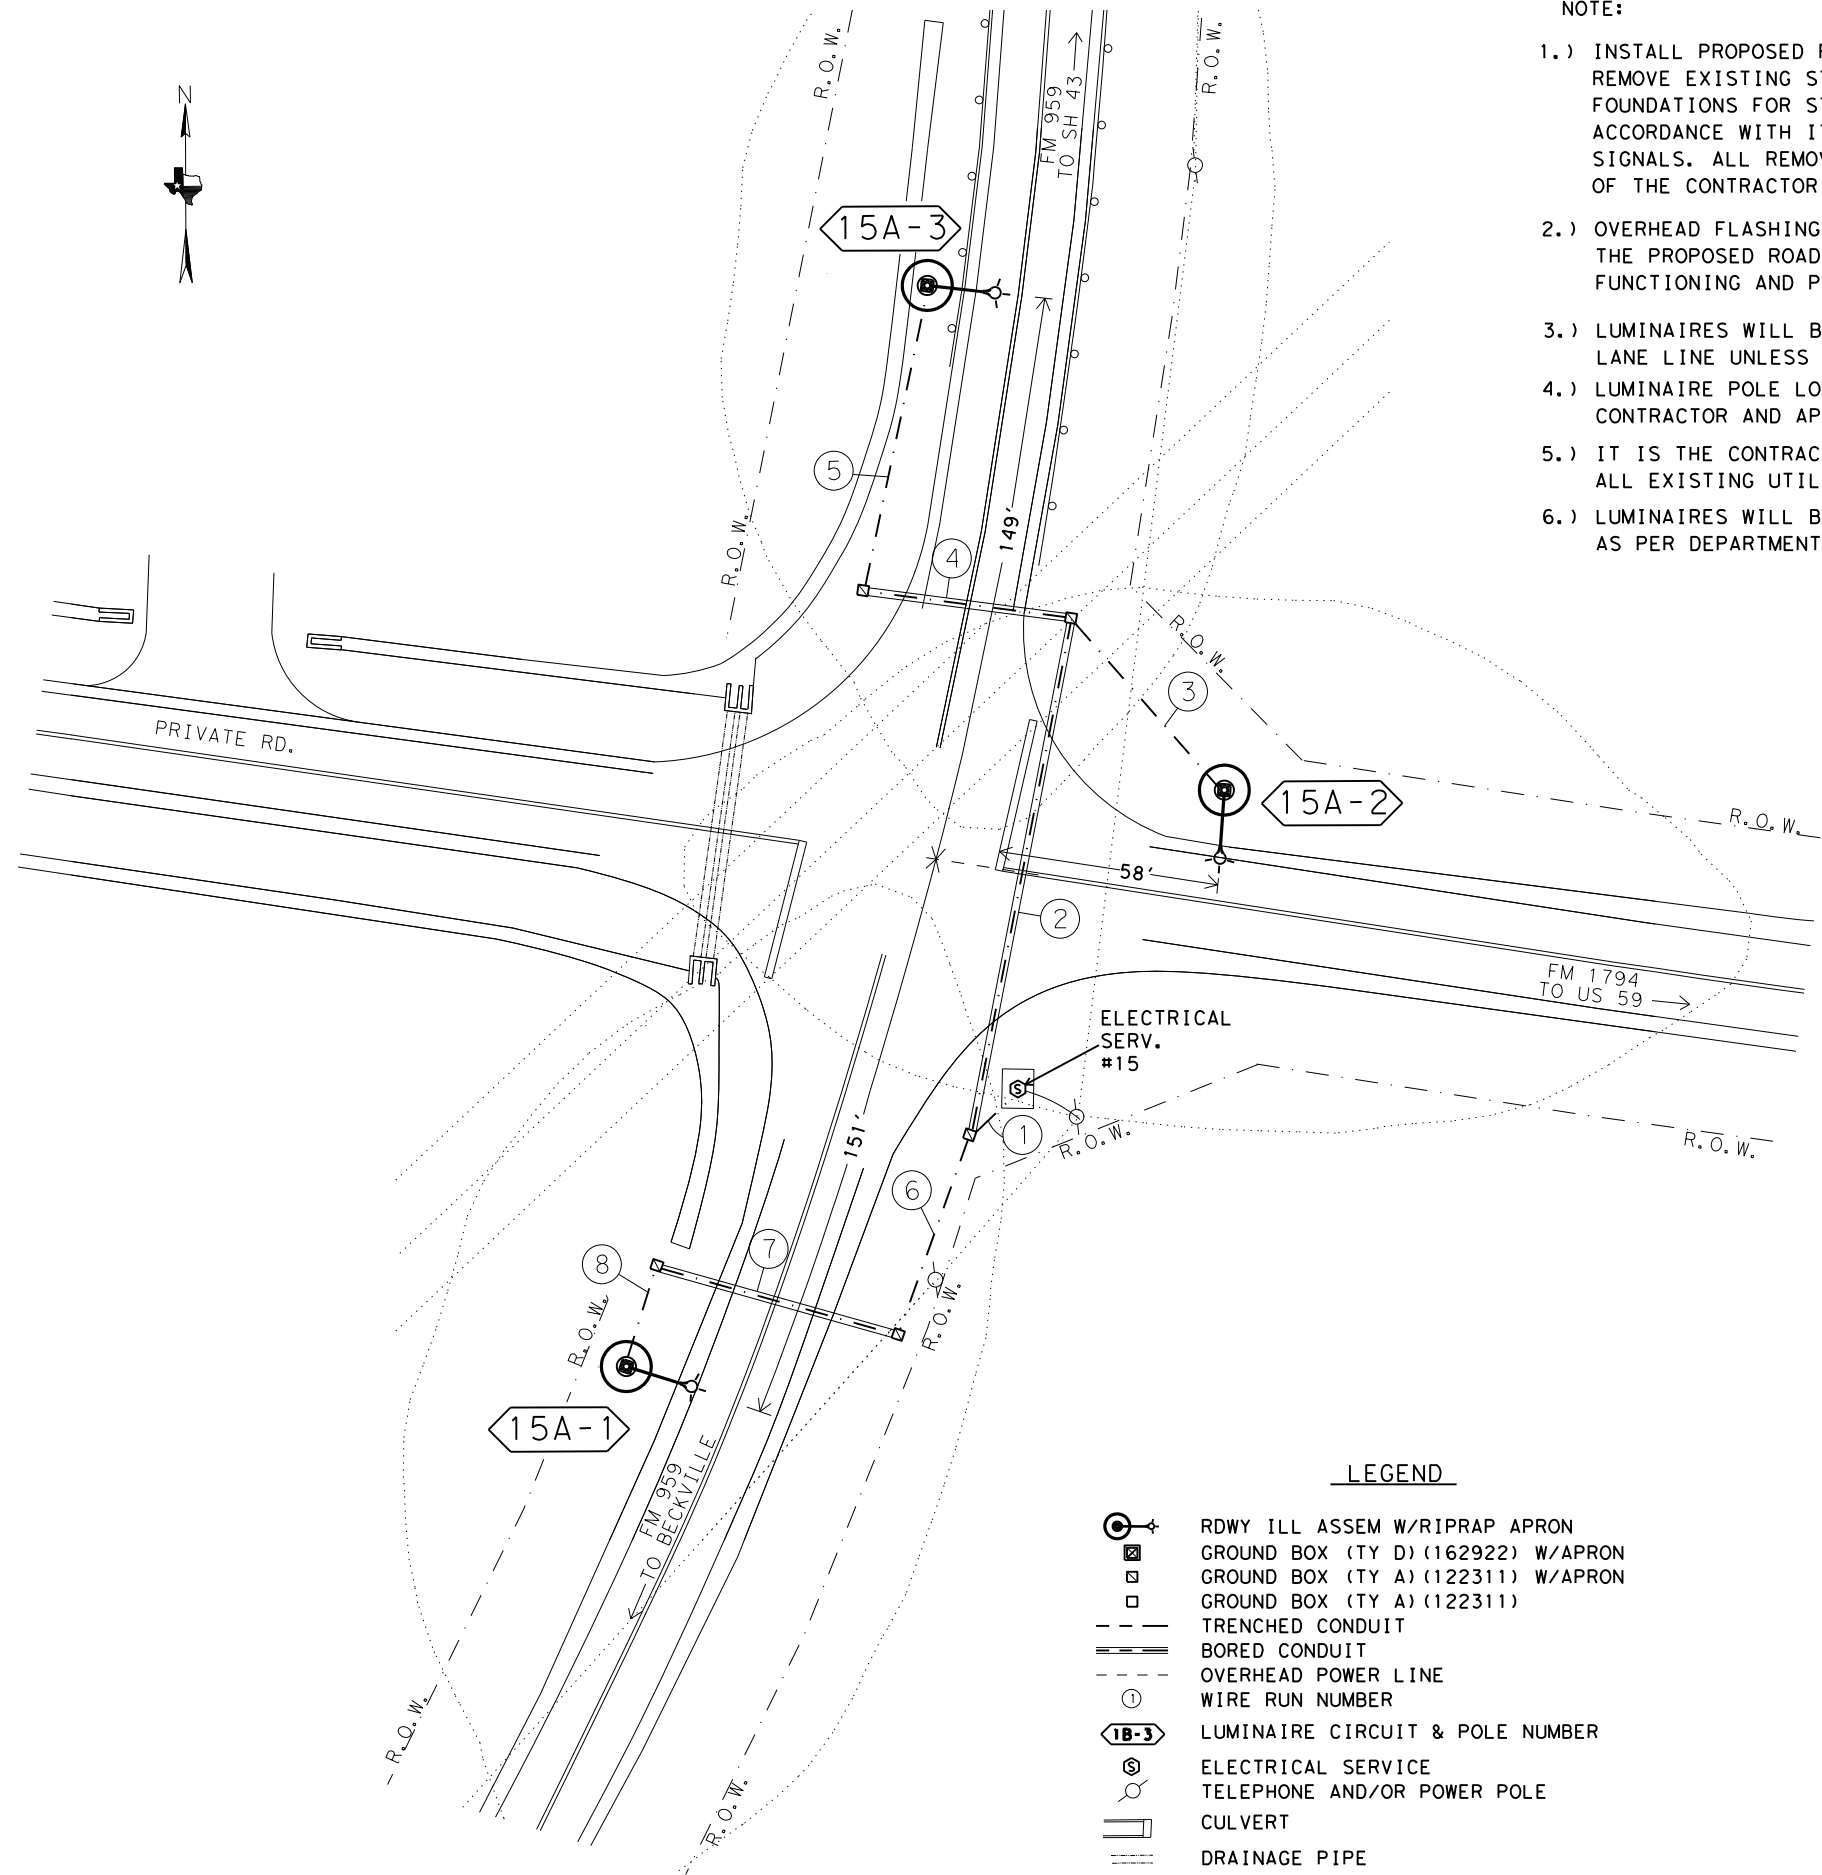 NOTE:
1.) INSTALL PROPOSED
REMOVE EXISTING
FOUNDATIONS FOR
ACCORDANCE WITH
SIGNALS. ALL
OF THE CONTRACTOR
2.) OVERHEAD FLASHING
THE PROPOSED ROAD
FUNCTIONING AND P
3.) LUMINAIRES WILL B
LANE LINE UNLESS
4.) LUMINAIRE POLE LO
CONTRACTOR AND AP
5.) IT IS THE CONTRAC
ALL EXISTING UTIL
6.) LUMINAIRES WILL B
AS PER DEPARTMENT
N
R.O.W.
R.O.W.
FM 959
TO SH 43
15A-3
5
R.O.W.
149'
4
R.O.W.
3
PRIVATE RD.
15A-2
R.O.W.
58'
2
FM 1794
TO US 59
ELECTRICAL
SERV.
#15
S
1
R.O.W.
R.O.W.
151'
6
7
8
R.O.W.
R.O.W.
15A-1
FM 959
TO BECKVILLE
R.O.W.
R.O.W.
LEGEND
RDWY ILL ASSEM W/RIPRAP APRON
GROUND BOX (TY D)(162922) W/APRON
GROUND BOX (TY A)(122311) W/APRON
GROUND BOX (TY A)(122311)
TRENCHED CONDUIT
BORED CONDUIT
OVERHEAD POWER LINE
1 WIRE RUN NUMBER
1B-3 LUMINAIRE CIRCUIT & POLE NUMBER
S ELECTRICAL SERVICE
TELEPHONE AND/OR POWER POLE
CULVERT
DRAINAGE PIPE